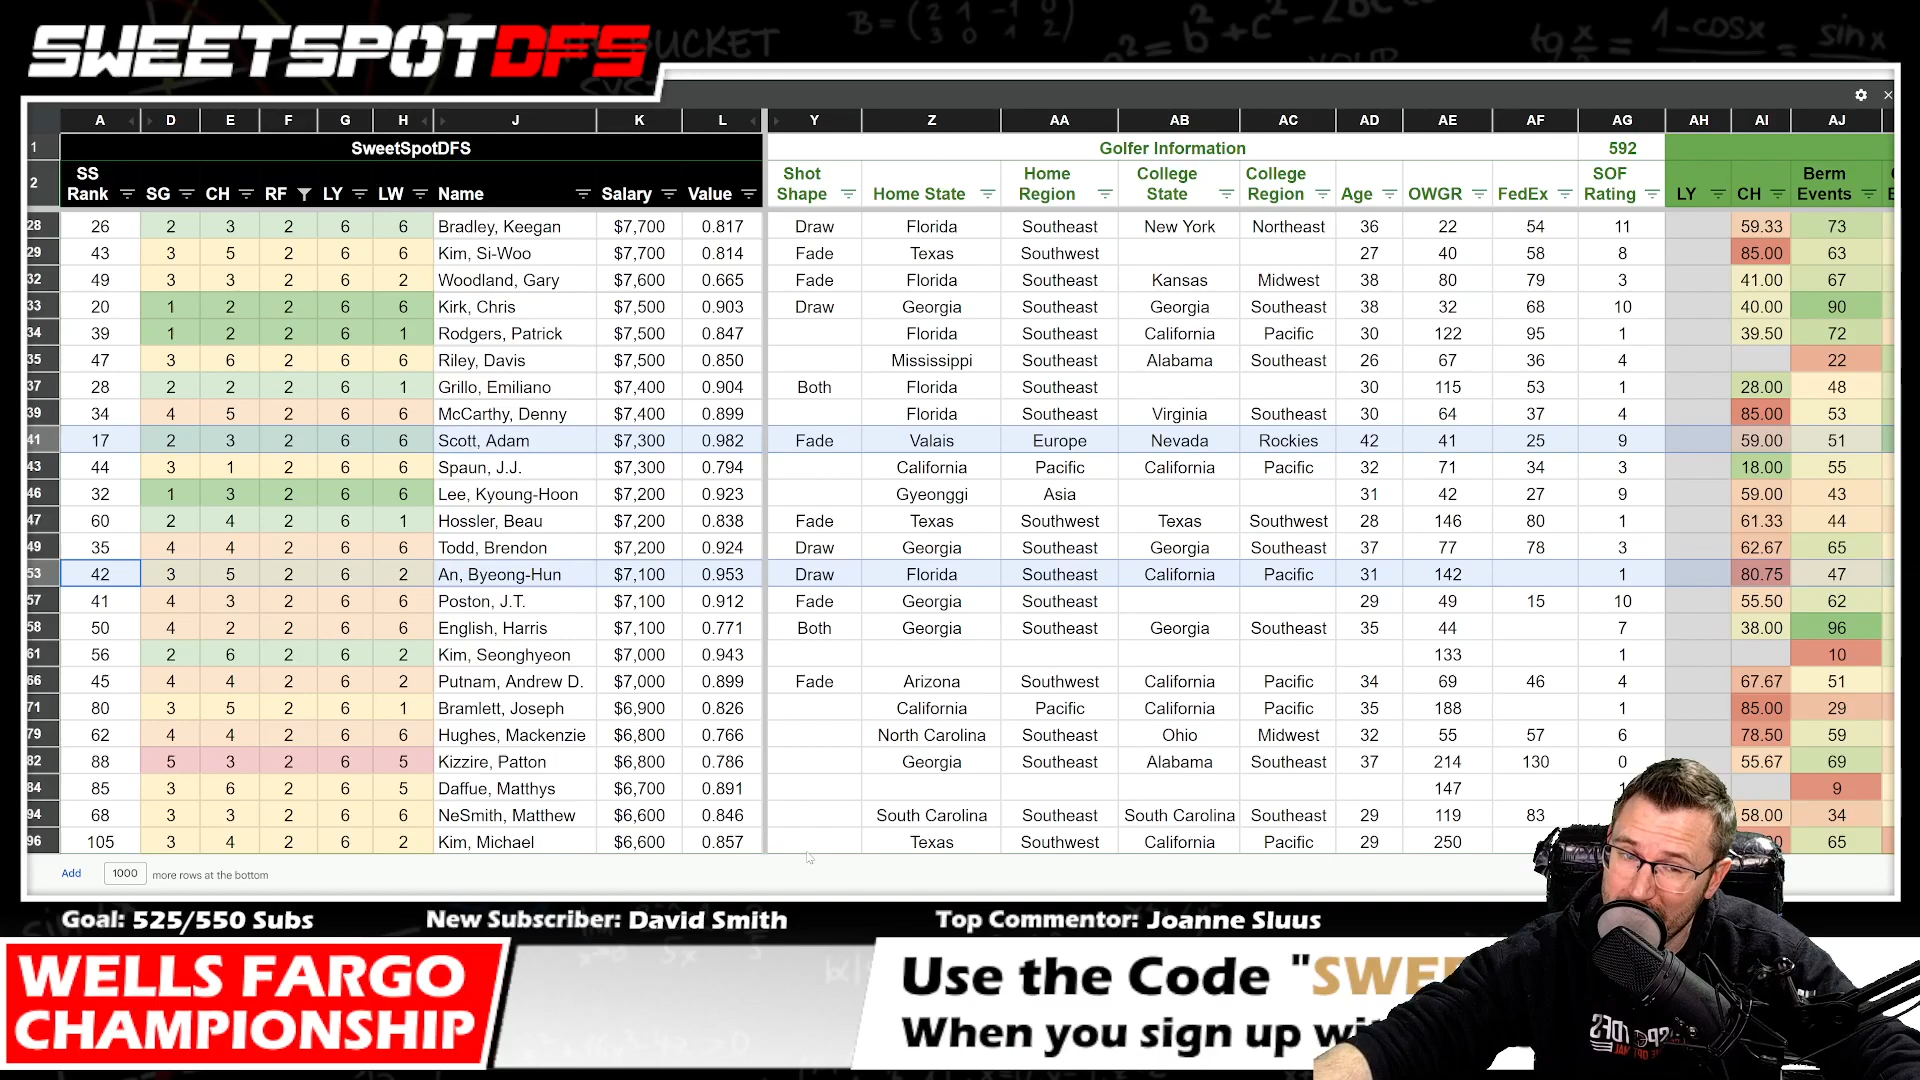 SWEETSPOTDFS
BUCKET
YOUR
A D E F G H J K L Y Z AA AB AC AD AE AF AG AH AI AJ
1 SweetSpotDFS Golfer Information 592
2 SS Rank SG CH RF LY LW Name Salary Value Shot Shape Home State Home Region College State College Region Age OWGR FedEx SOF Rating LY CH Berm Events
28 26 2 3 2 6 6 Bradley, Keegan $7,700 0.817 Draw Florida Southeast New York Northeast 36 22 54 11 59.33 73
29 43 3 5 2 6 6 Kim, Si-Woo $7,700 0.814 Fade Texas Southwest 27 40 58 8 85.00 63
32 49 3 3 2 6 2 Woodland, Gary $7,600 0.665 Fade Florida Southeast Kansas Midwest 38 80 79 3 41.00 67
33 20 1 2 2 6 6 Kirk, Chris $7,500 0.903 Draw Georgia Southeast Georgia Southeast 38 32 68 10 40.00 90
34 39 1 2 2 6 1 Rodgers, Patrick $7,500 0.847 Florida Southeast California Pacific 30 122 95 1 39.50 72
35 47 3 6 2 6 6 Riley, Davis $7,500 0.850 Mississippi Southeast Alabama Southeast 26 67 36 4 22
37 28 2 2 2 6 1 Grillo, Emiliano $7,400 0.904 Both Florida Southeast 30 115 53 1 28.00 48
39 34 4 5 2 6 6 McCarthy, Denny $7,400 0.899 Florida Southeast Virginia Southeast 30 64 37 4 85.00 53
41 17 2 3 2 6 6 Scott, Adam $7,300 0.982 Fade Valais Europe Nevada Rockies 42 41 25 9 59.00 51
43 44 3 1 2 6 6 Spaun, J.J. $7,300 0.794 California Pacific California Pacific 32 71 34 3 18.00 55
46 32 1 3 2 6 6 Lee, Kyoung-Hoon $7,200 0.923 Gyeonggi Asia 31 42 27 9 59.00 43
47 60 2 4 2 6 1 Hossler, Beau $7,200 0.838 Fade Texas Southwest Texas Southwest 28 146 80 1 61.33 44
49 35 4 4 2 6 6 Todd, Brendon $7,200 0.924 Draw Georgia Southeast Georgia Southeast 37 77 78 3 62.67 65
53 42 3 5 2 6 2 An, Byeong-Hun $7,100 0.953 Draw Florida Southeast California Pacific 31 142 1 80.75 47
57 41 4 3 2 6 6 Poston, J.T. $7,100 0.912 Fade Georgia Southeast 29 49 15 10 55.50 62
58 50 4 2 2 6 6 English, Harris $7,100 0.771 Both Georgia Southeast Georgia Southeast 35 44 7 38.00 96
61 56 2 6 2 6 2 Kim, Seonghyeon $7,000 0.943 133 1 10
66 45 4 4 2 6 2 Putnam, Andrew D. $7,000 0.899 Fade Arizona Southwest California Pacific 34 69 46 4 67.67 51
71 80 3 5 2 6 1 Bramlett, Joseph $6,900 0.826 California Pacific California Pacific 35 188 1 85.00 29
79 62 4 4 2 6 6 Hughes, Mackenzie $6,800 0.766 North Carolina Southeast Ohio Midwest 32 55 57 6 78.50 59
82 88 5 3 2 6 5 Kizzire, Patton $6,800 0.786 Georgia Southeast Alabama Southeast 37 214 130 0 55.67 69
84 85 3 6 2 6 5 Daffue, Matthys $6,700 0.891 147 9
94 68 3 3 2 6 6 NeSmith, Matthew $6,600 0.846 South Carolina Southeast South Carolina Southeast 29 119 83 58.00 34
96 105 3 4 2 6 2 Kim, Michael $6,600 0.857 Texas Southwest California Pacific 29 250 65
Add 1000 more rows at the bottom
Goal: 525/550 Subs New Subscriber: David Smith Top Commentor: Joanne Sluus
WELLS FARGO
CHAMPIONSHIP
Use the Code "SWEE
When you sign up wi